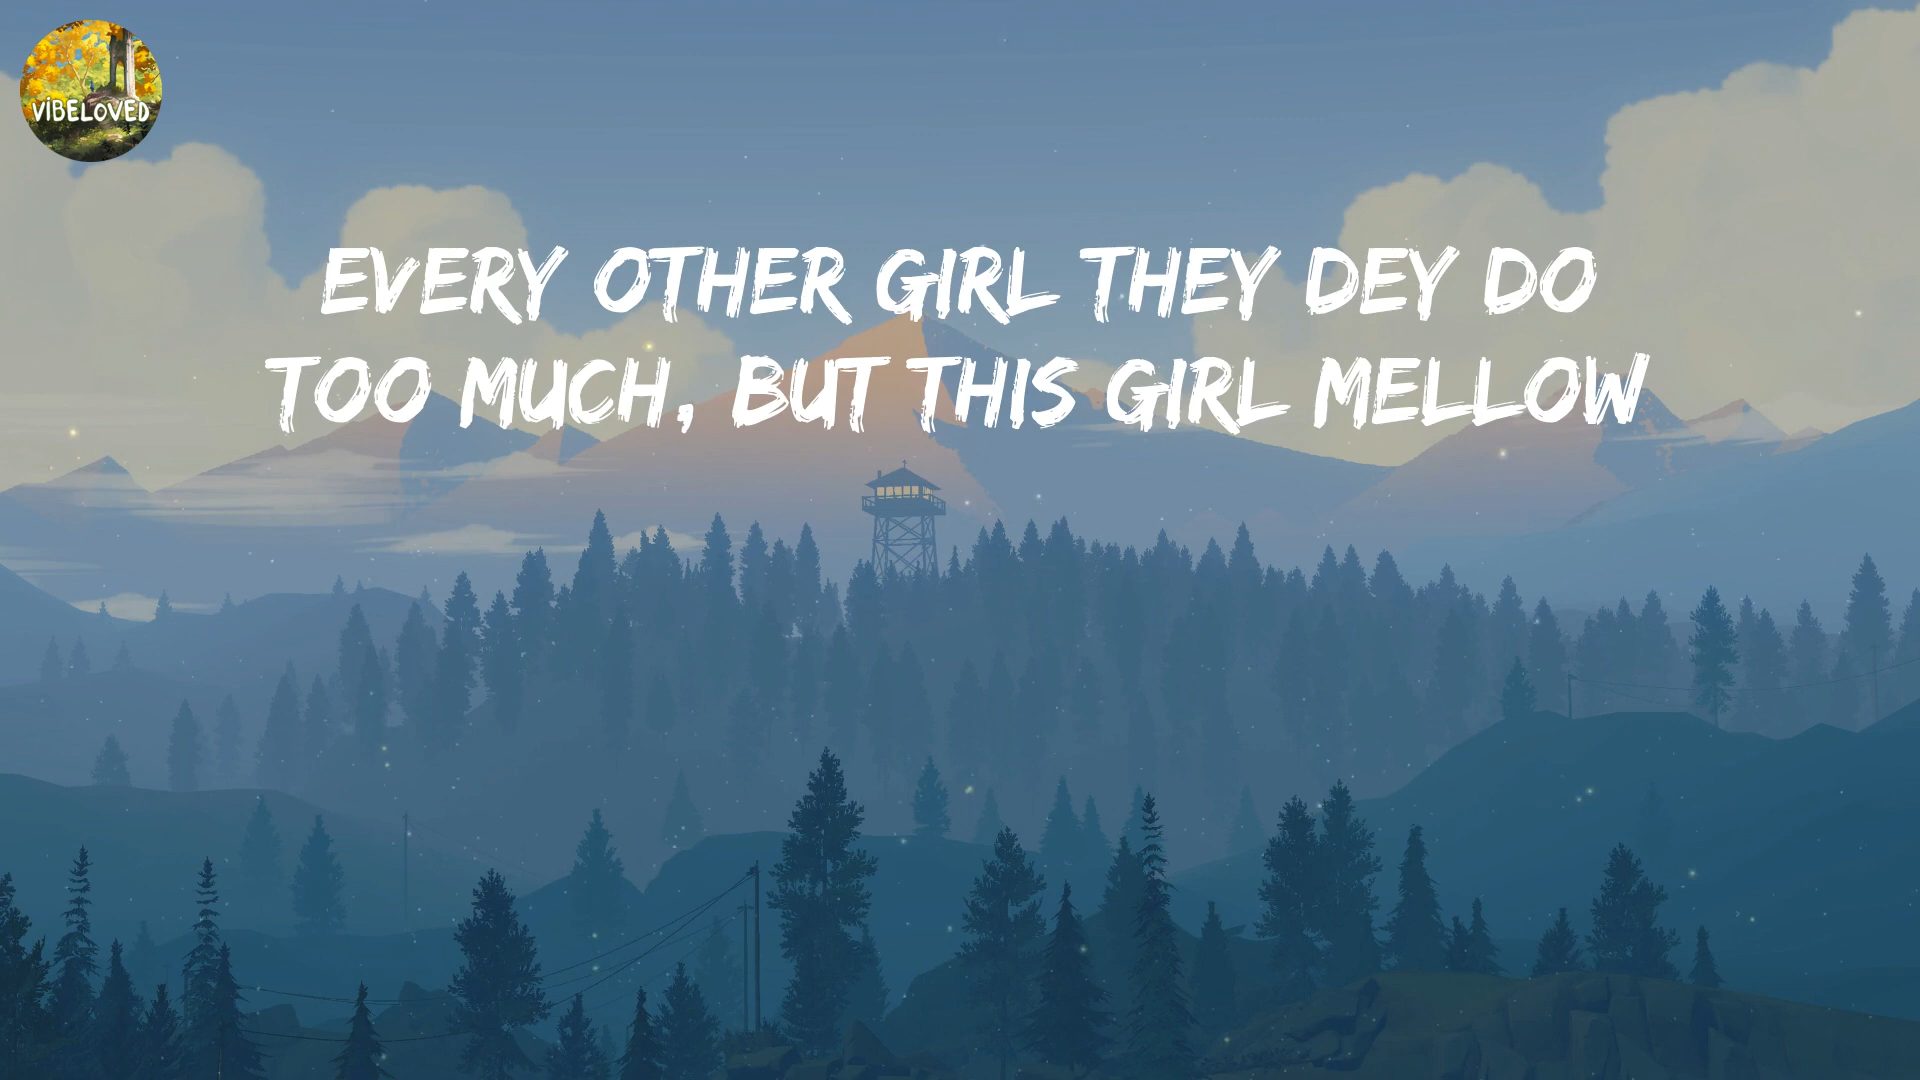 VIBELOVED
EVERY OTHER GIRL THEY DEY DO
TOO MUCH, BUT THIS GIRL MELLOW